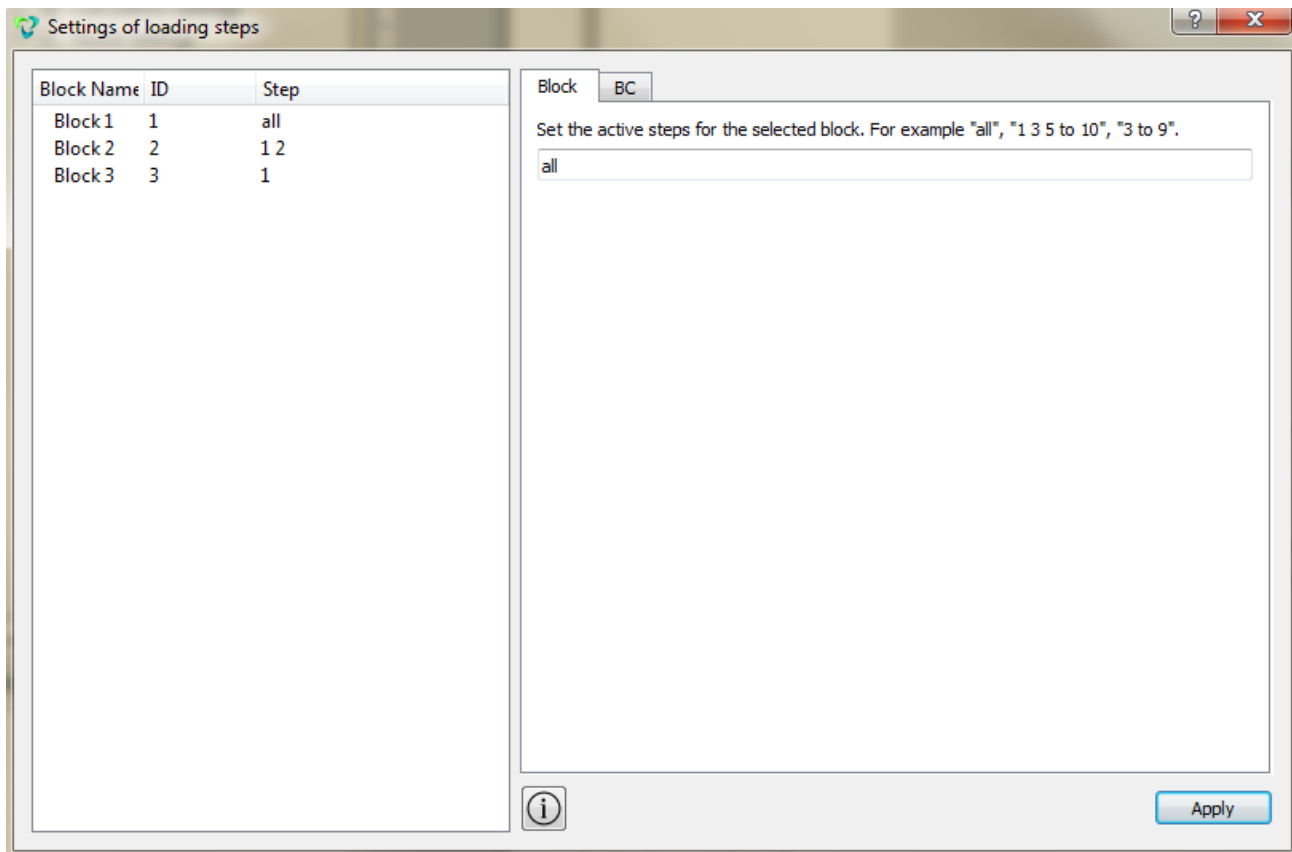 Settings of loading steps
Block Name ID Step
Block 1 1 all
Block 2 2 1 2
Block 3 3 1
Block BC
Set the active steps for the selected block. For example "all", "1 3 5 to 10", "3 to 9".
all
Apply